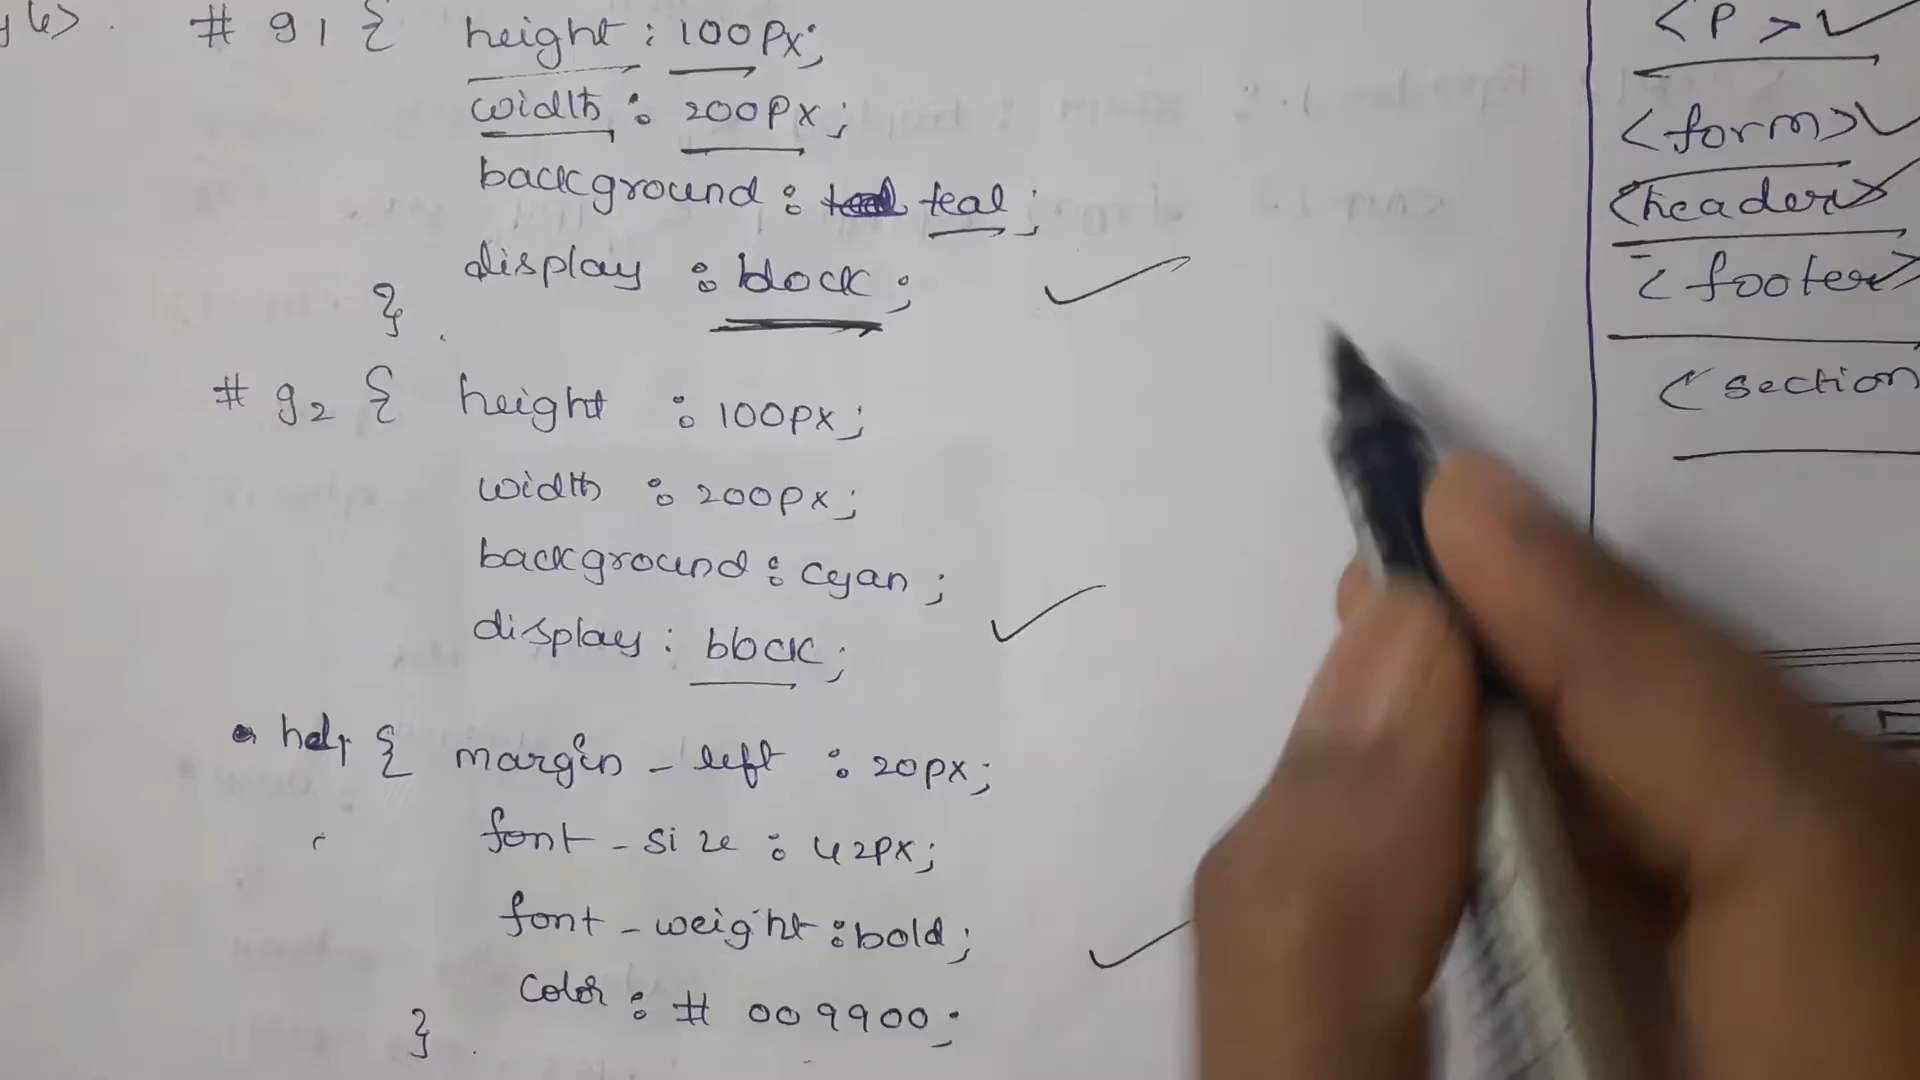 # g1 { height : 100px;
width : 200px;
background : teal;
display : block;
}
# g2 { height : 100px;
width : 200px;
background : cyan;
display : block;
. help { margin - left : 20px;
font - size : 42px;
font - weight : bold;
color : # 009900;
}
<P>
<form>
<header>
< footer>
< section